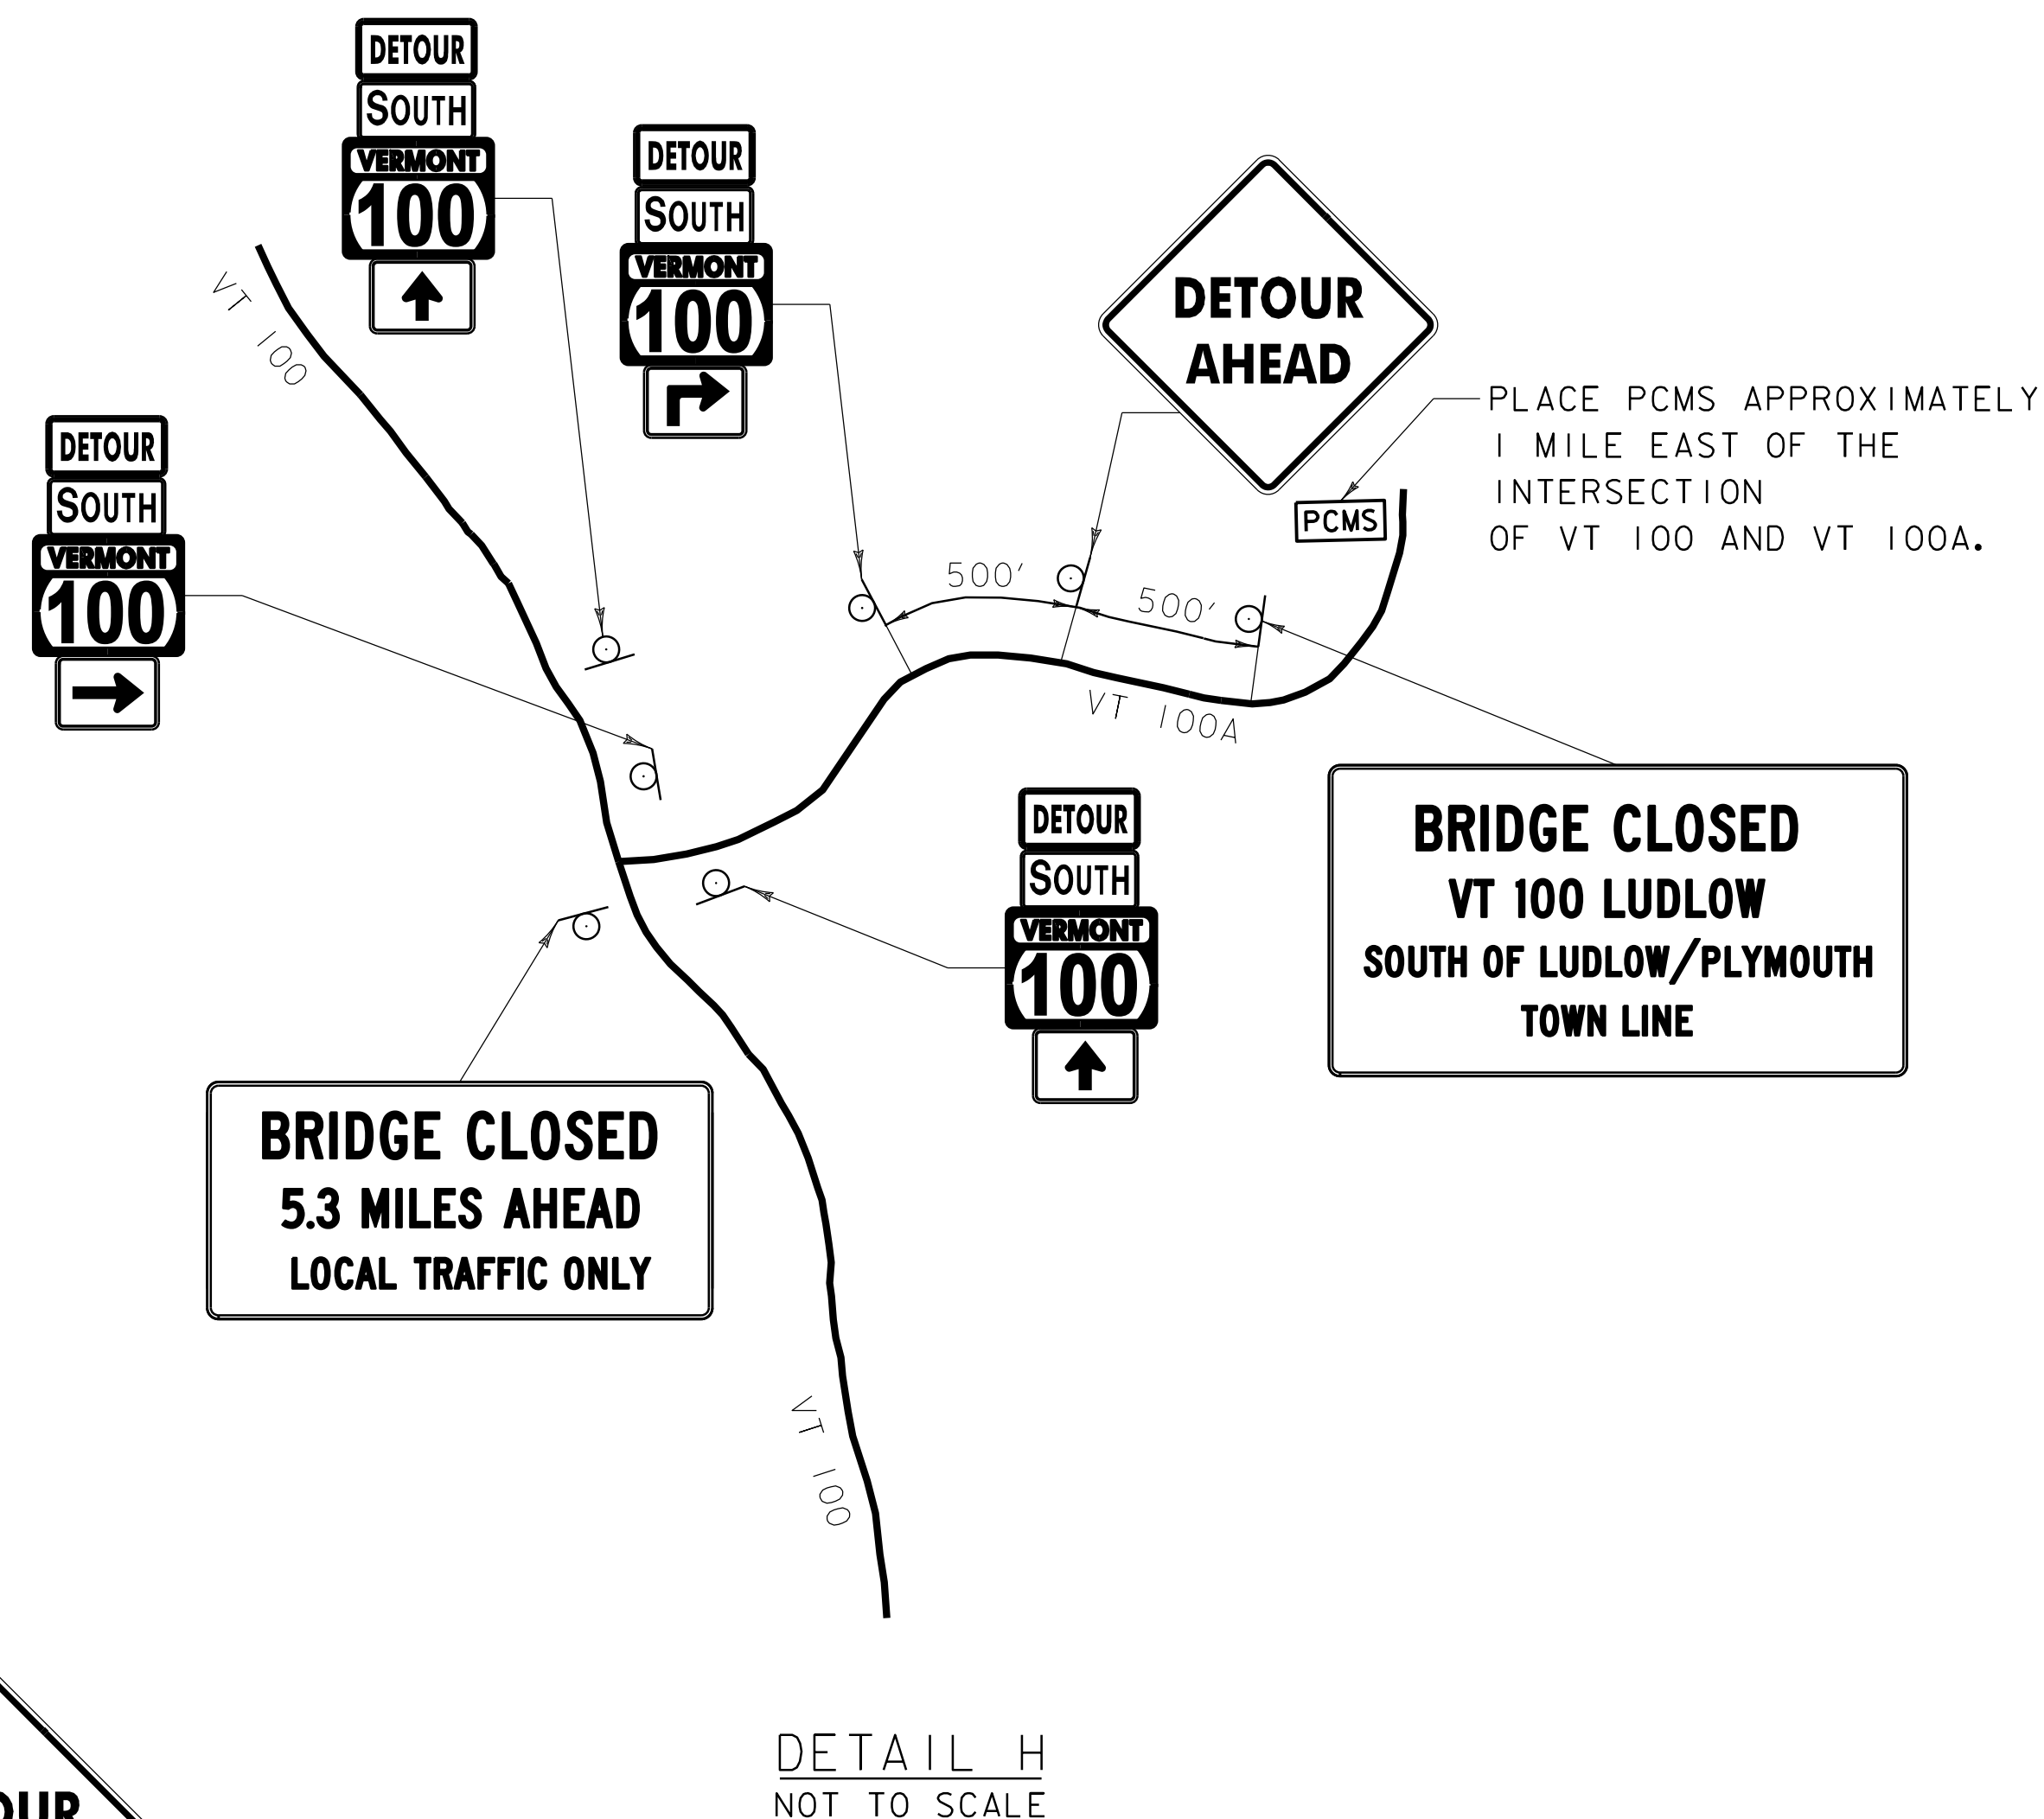 DETOUR
SOUTH
VERMONT
100
DETOUR
SOUTH
VERMONT
100
DETOUR
AHEAD
VT 100
PLACE PCMS APPROXIMATELY
1 MILE EAST OF THE
INTERSECTION
OF VT 100 AND VT 100A.
PCMS
DETOUR
SOUTH
VERMONT
100
500'
500'
VT 100A
DETOUR
SOUTH
VERMONT
100
BRIDGE CLOSED
VT 100 LUDLOW
SOUTH OF LUDLOW/PLYMOUTH
TOWN LINE
BRIDGE CLOSED
5.3 MILES AHEAD
LOCAL TRAFFIC ONLY
VT 100
DETAIL H
NOT TO SCALE